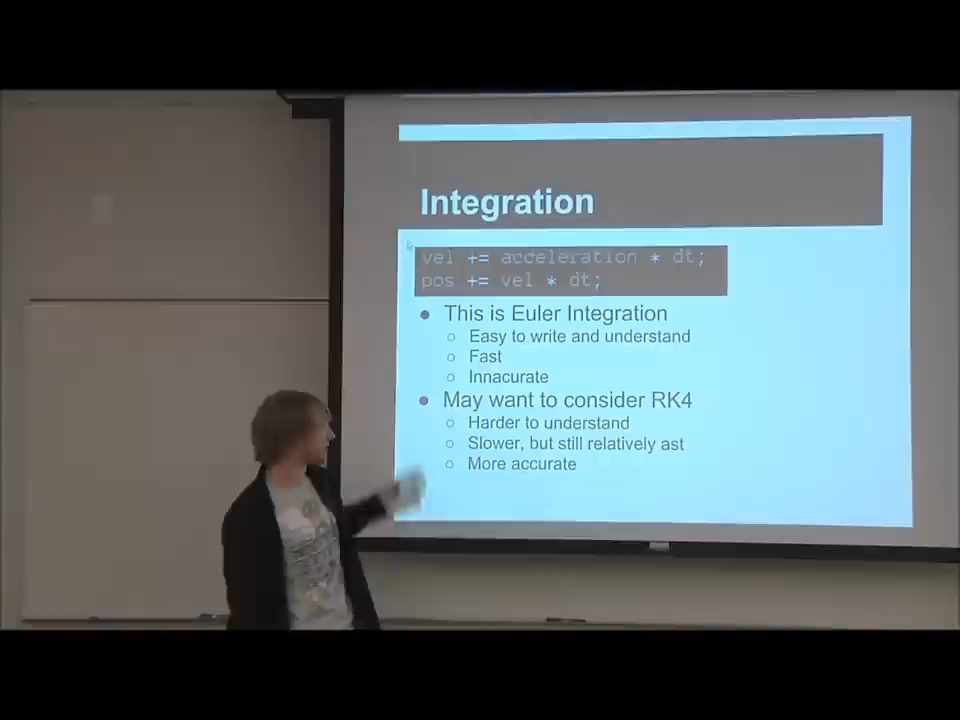 Integration
vel += acceleration * dt;
pos += vel * dt;
● This is Euler Integration
○ Easy to write and understand
○ Fast
○ Innacurate
● May want to consider RK4
○ Harder to understand
○ Slower, but still relatively ast
○ More accurate